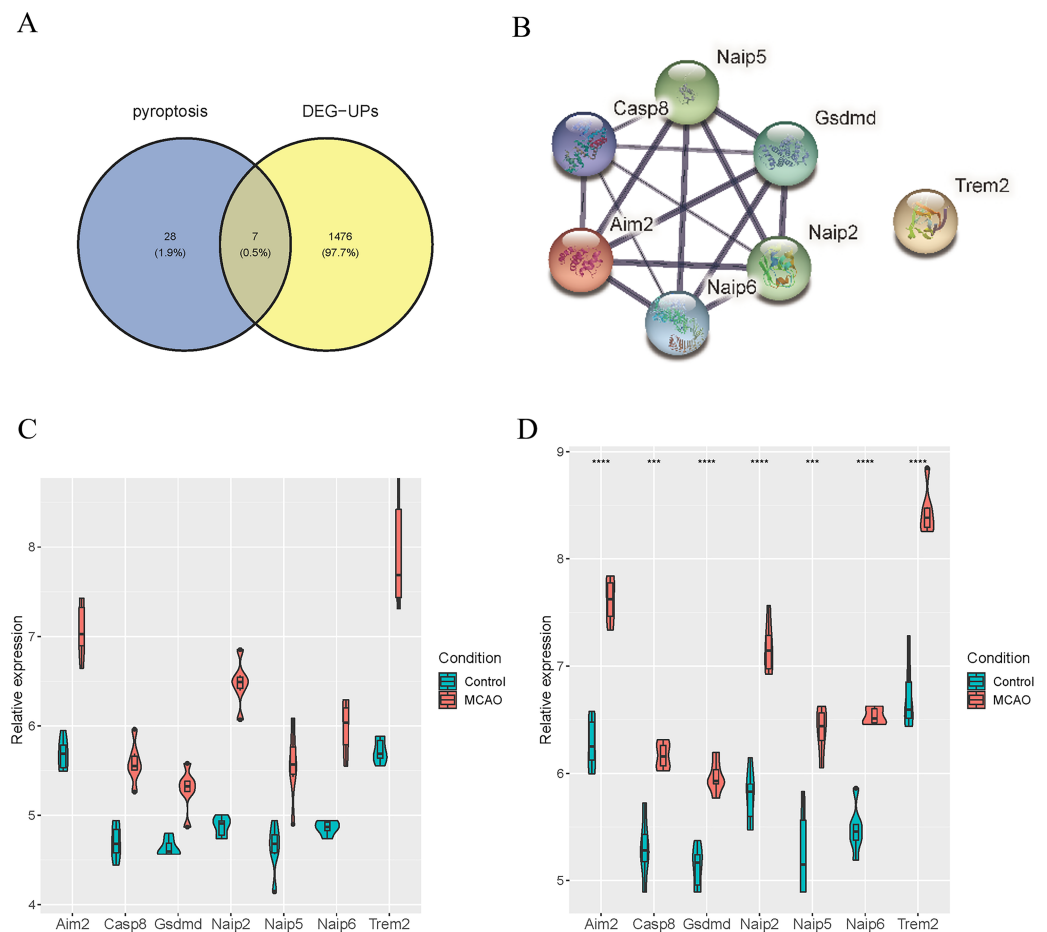 A
pyroptosis
DEG−UPs
28
(1.9%)
7
(0.5%)
1476
(97.7%)
B
Naip5
Casp8
Gsdmd
Trem2
Aim2
Naip2
Naip6
C
Relative expression
8
7
6
5
4
Aim2 Casp8 Gsdmd Naip2 Naip5 Naip6 Trem2
Condition
Control
MCAO
D
Relative expression
9
8
7
6
5
**** *** **** **** *** **** ****
Aim2 Casp8 Gsdmd Naip2 Naip5 Naip6 Trem2
Condition
Control
MCAO